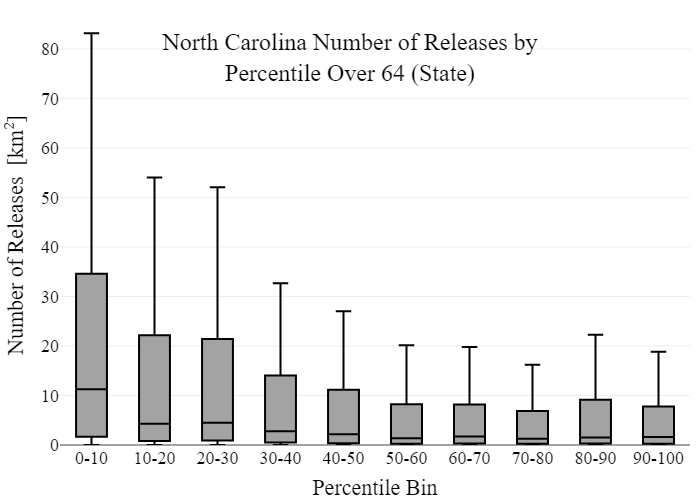 North Carolina Number of Releases by
Percentile Over 64 (State)
Number of Releases [km²]
80
70
60
50
40
30
20
10
0
0-10 10-20 20-30 30-40 40-50 50-60 60-70 70-80 80-90 90-100
Percentile Bin